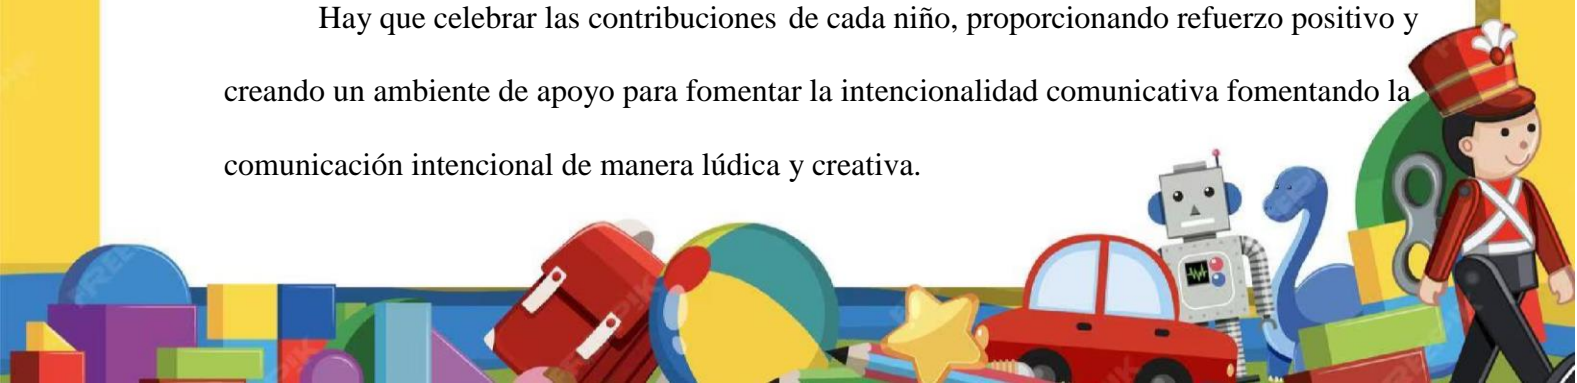 Hay que celebrar las contribuciones de cada niño, proporcionando refuerzo positivo y
creando un ambiente de apoyo para fomentar la intencionalidad comunicativa fomentando la
comunicación intencional de manera lúdica y creativa.